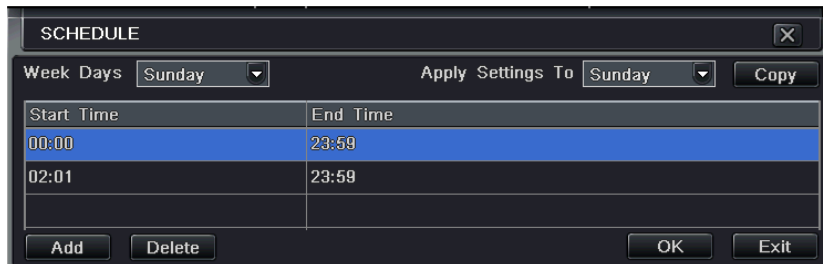 SCHEDULE
Week Days Sunday Apply Settings To Sunday Copy
Start Time End Time
00:00 23:59
02:01 23:59
Add Delete OK Exit